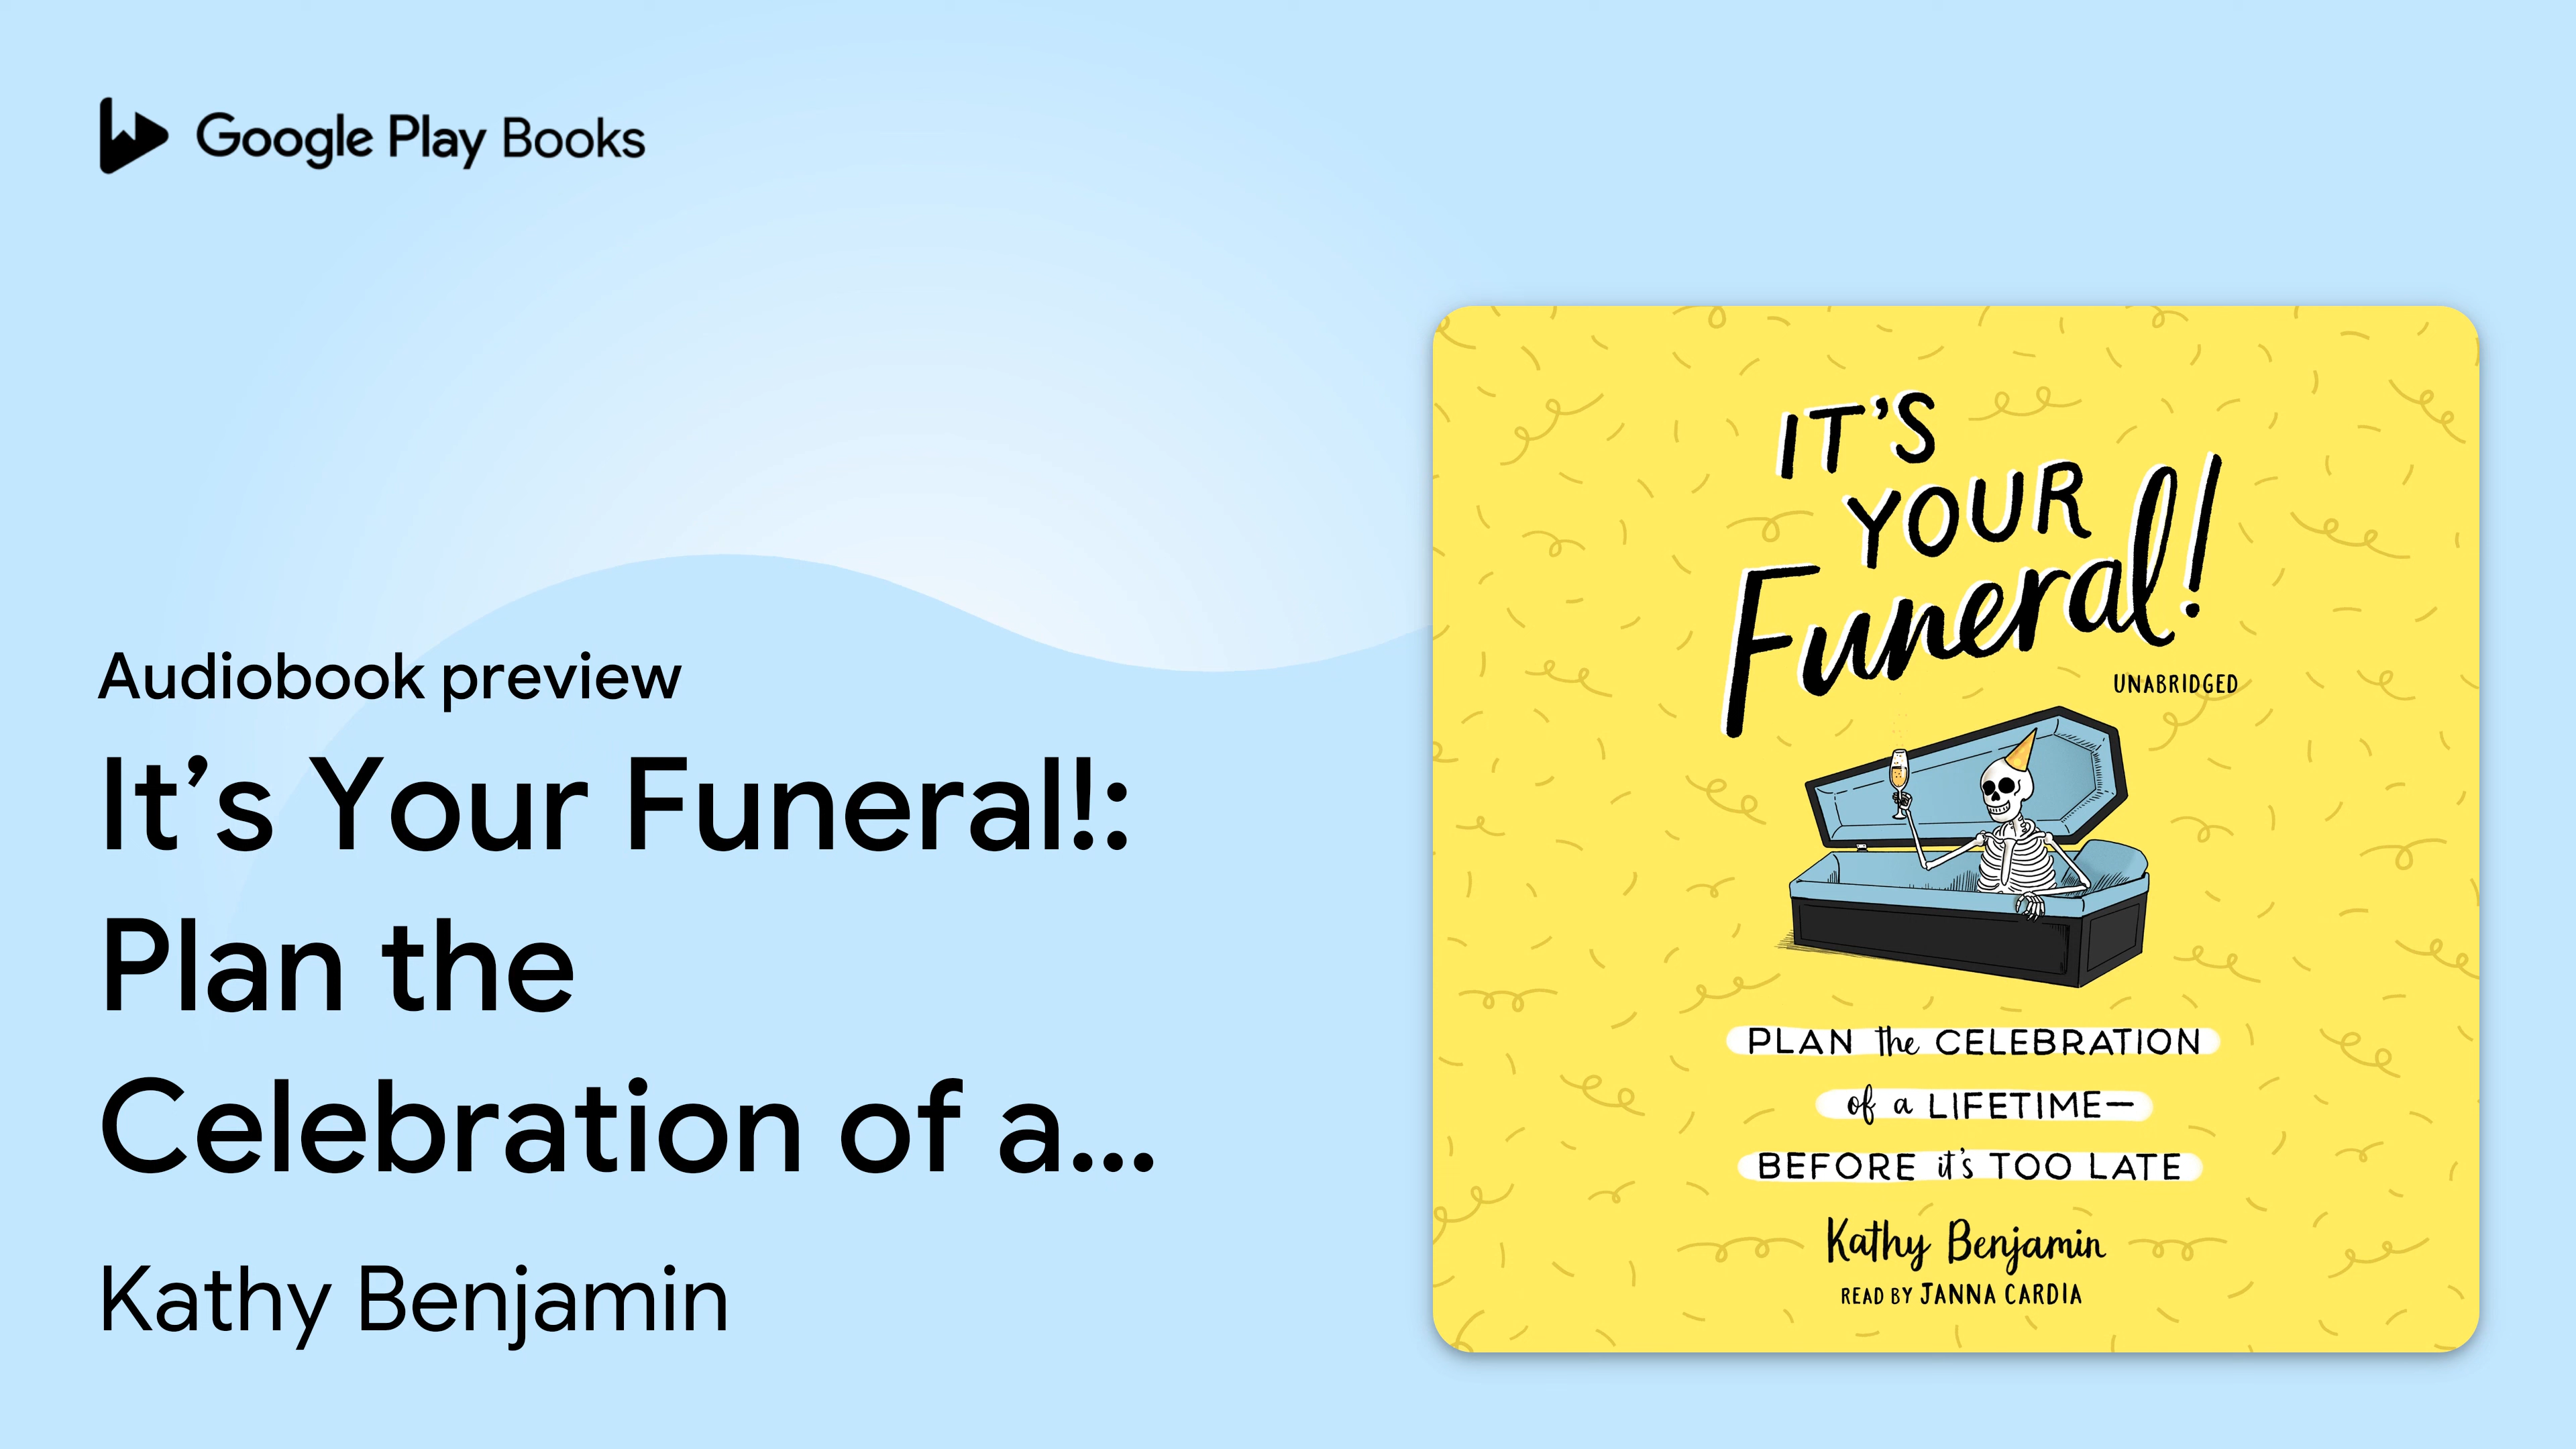 Google Play Books
Audiobook preview
It’s Your Funeral!:
Plan the
Celebration of a...
Kathy Benjamin
IT’S
YOUR
Funeral!
UNABRIDGED
PLAN the CELEBRATION
of a LIFETIME—
BEFORE it’s TOO LATE
Kathy Benjamin
READ BY JANNA CARDIA